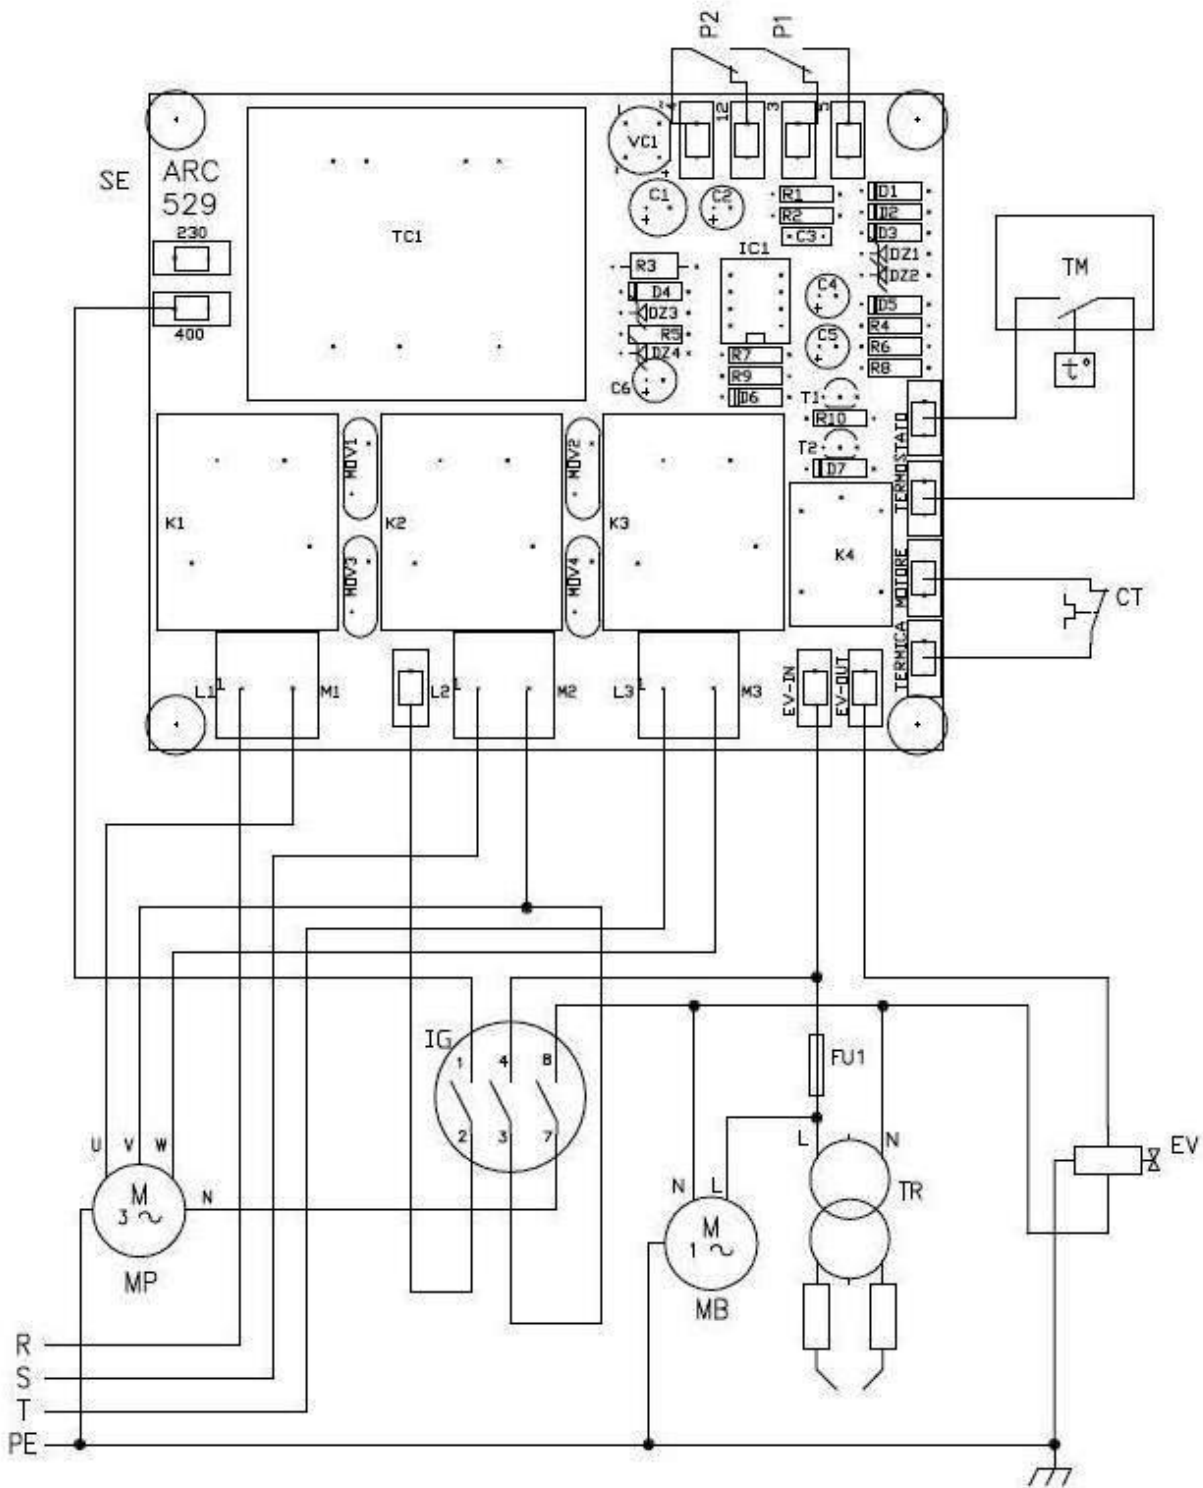 P2 P1
4 12 3 5
SE ARC
529
VC1
230
400
TC1
C1 C2
R1
R2
C3
D1
D2
D3
DZ1
DZ2
IC1
R3
D4
DZ3
R5
DZ4
C6
C4
C5
D5
R4
R6
R8
R7
R9
D6
T1
R10
T2
D7
TM
t°
K1 MOV1 K2 MOV2 K3 K4
MOV3 MOV4
TERMOSTATO
MOTORE
TERMICA
CT
L1 1 M1 L2 1 M2 L3 1 M3 EV-IN EV-OUT
IG
1 4 8
2 3 7
FU1
U V W
N
M
3 ~
MP
N L
M
1 ~
MB
L N
TR
EV
R
S
T
PE